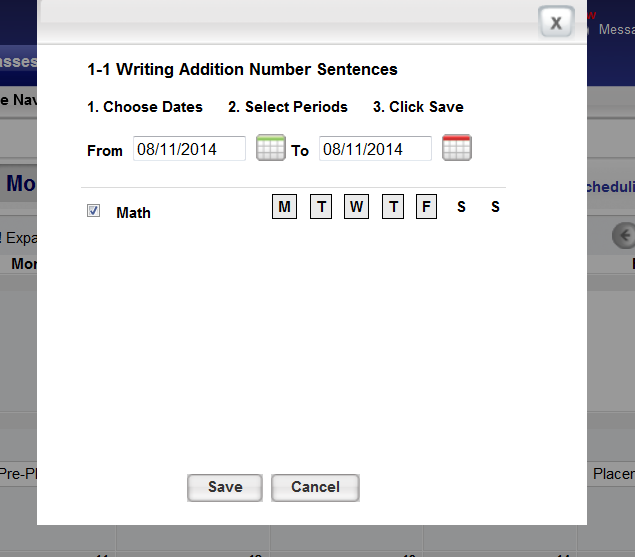 X
w
Messa
asses
1-1 Writing Addition Number Sentences
e Nav
1. Choose Dates 2. Select Periods 3. Click Save
From 08/11/2014 To 08/11/2014
Mo
cheduli
Math M T W T F S S
! Expa
Mor
Pre-Pl
Placer
Save Cancel